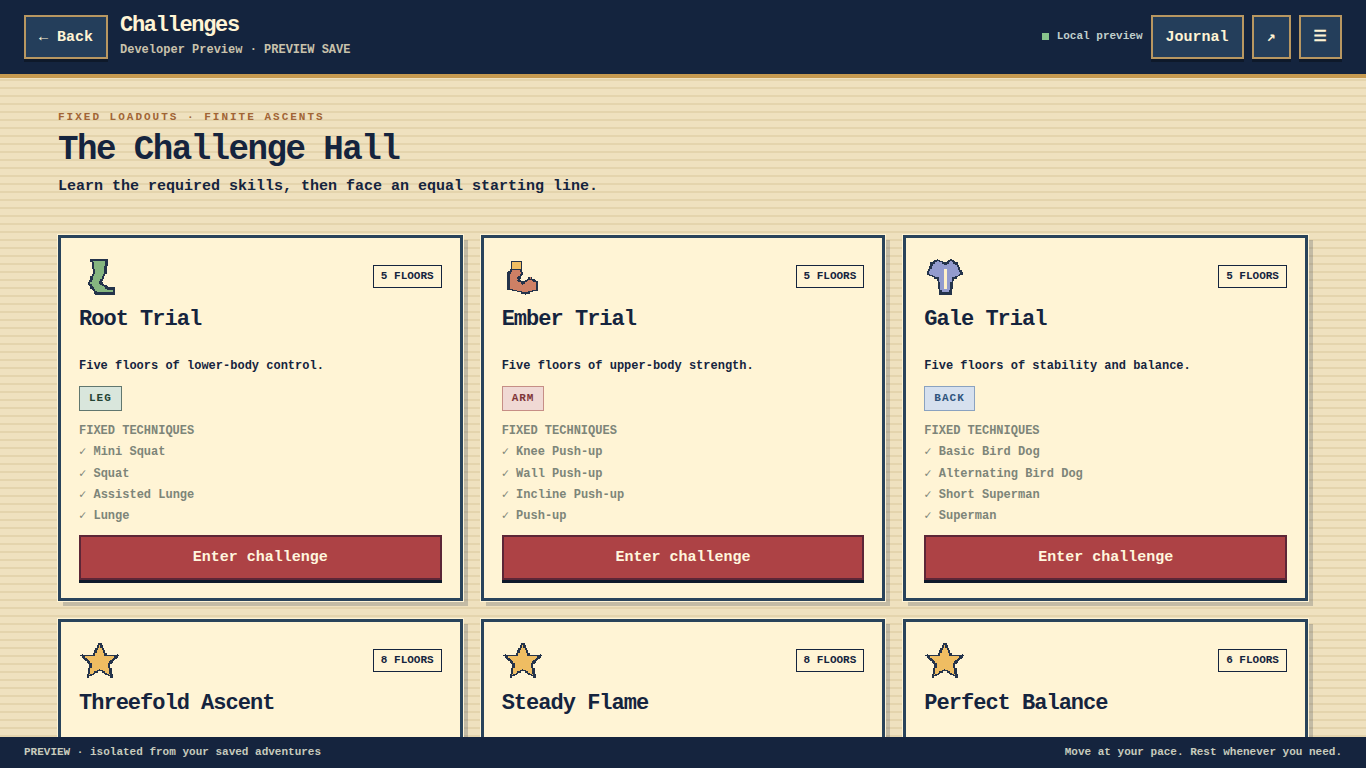 ← Back
Challenges
Developer Preview · PREVIEW SAVE
Local preview
Journal
↗
☰
FIXED LOADOUTS · FINITE ASCENTS
The Challenge Hall
Learn the required skills, then face an equal starting line.
5 FLOORS
Root Trial
Five floors of lower-body control.
LEG
FIXED TECHNIQUES
✓ Mini Squat
✓ Squat
✓ Assisted Lunge
✓ Lunge
Enter challenge
5 FLOORS
Ember Trial
Five floors of upper-body strength.
ARM
FIXED TECHNIQUES
✓ Knee Push-up
✓ Wall Push-up
✓ Incline Push-up
✓ Push-up
Enter challenge
5 FLOORS
Gale Trial
Five floors of stability and balance.
BACK
FIXED TECHNIQUES
✓ Basic Bird Dog
✓ Alternating Bird Dog
✓ Short Superman
✓ Superman
Enter challenge
8 FLOORS
Threefold Ascent
8 FLOORS
Steady Flame
6 FLOORS
Perfect Balance
PREVIEW · isolated from your saved adventures
Move at your pace. Rest whenever you need.